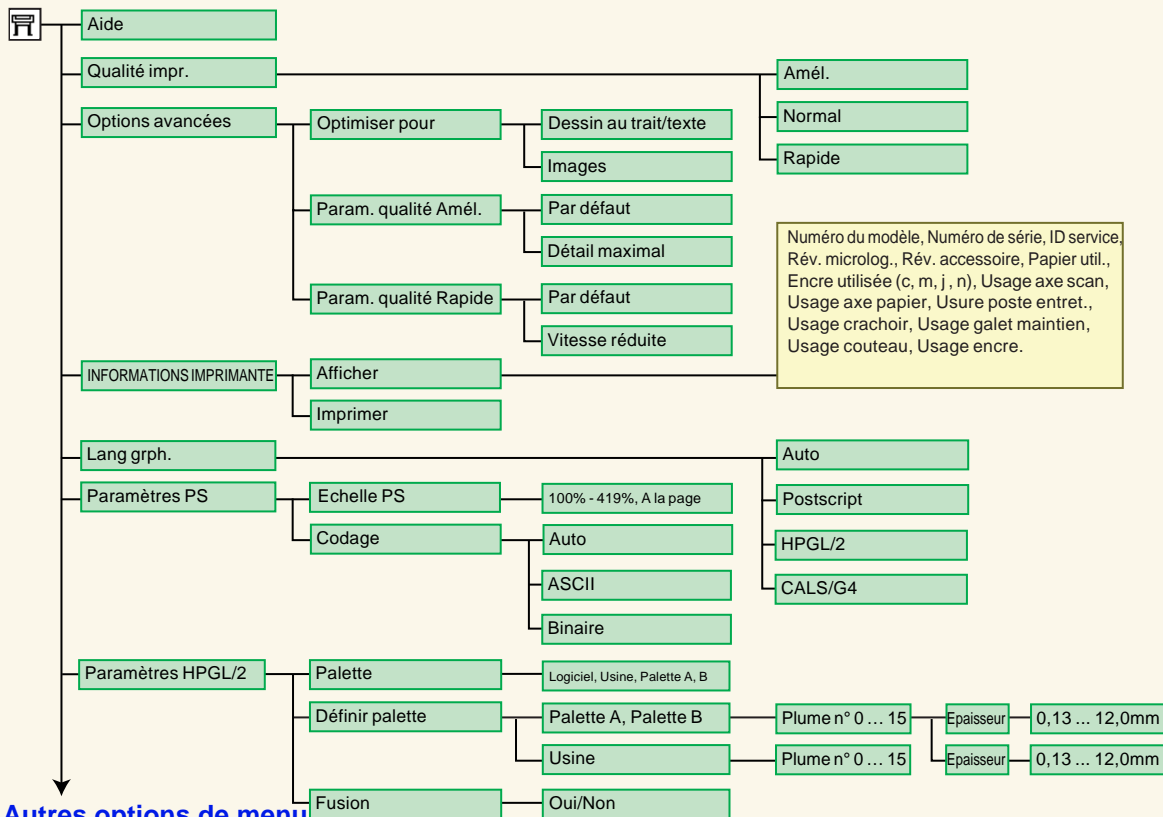 Aide
Qualité impr.
Amél.
Normal
Rapide
Options avancées
Optimiser pour
Dessin au trait/texte
Images
Param. qualité Amél.
Par défaut
Détail maximal
Param. qualité Rapide
Par défaut
Vitesse réduite
Numéro du modèle, Numéro de série, ID service,
Rév. microlog., Rév. accessoire, Papier util.,
Encre utilisée (c, m, j , n), Usage axe scan,
Usage axe papier, Usure poste entret.,
Usage crachoir, Usage galet maintien,
Usage couteau, Usage encre.
INFORMATIONS IMPRIMANTE
Afficher
Imprimer
Lang grph.
Auto
Postscript
HPGL/2
CALS/G4
Paramètres PS
Echelle PS
100% - 419%, A la page
Codage
Auto
ASCII
Binaire
Paramètres HPGL/2
Palette
Logiciel, Usine, Palette A, B
Définir palette
Palette A, Palette B
Plume n° 0 ... 15
Epaisseur
0,13 ... 12,0mm
Usine
Plume n° 0 ... 15
Epaisseur
0,13 ... 12,0mm
Fusion
Oui/Non
Autres options de menu